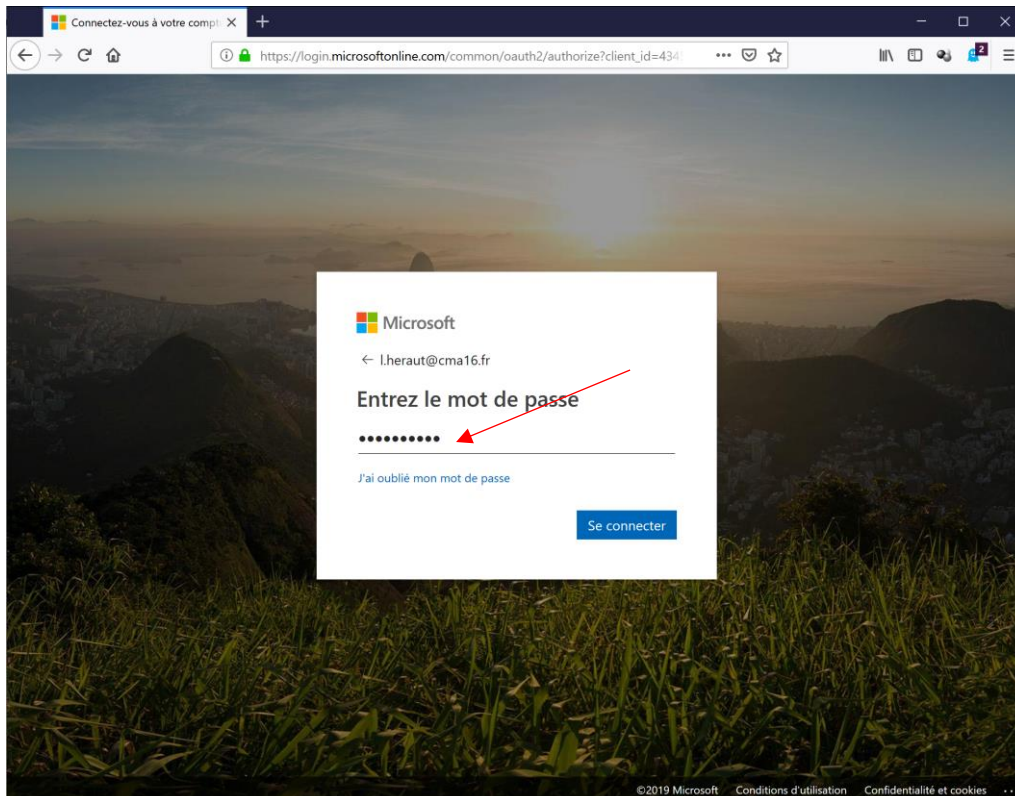 Connectez-vous à votre compt
https://login.microsoftonline.com/common/oauth2/authorize?client_id=434
2
Microsoft
← l.heraut@cma16.fr
Entrez le mot de passe
••••••••••
J'ai oublié mon mot de passe
Se connecter
©2019 Microsoft Conditions d'utilisation Confidentialité et cookies